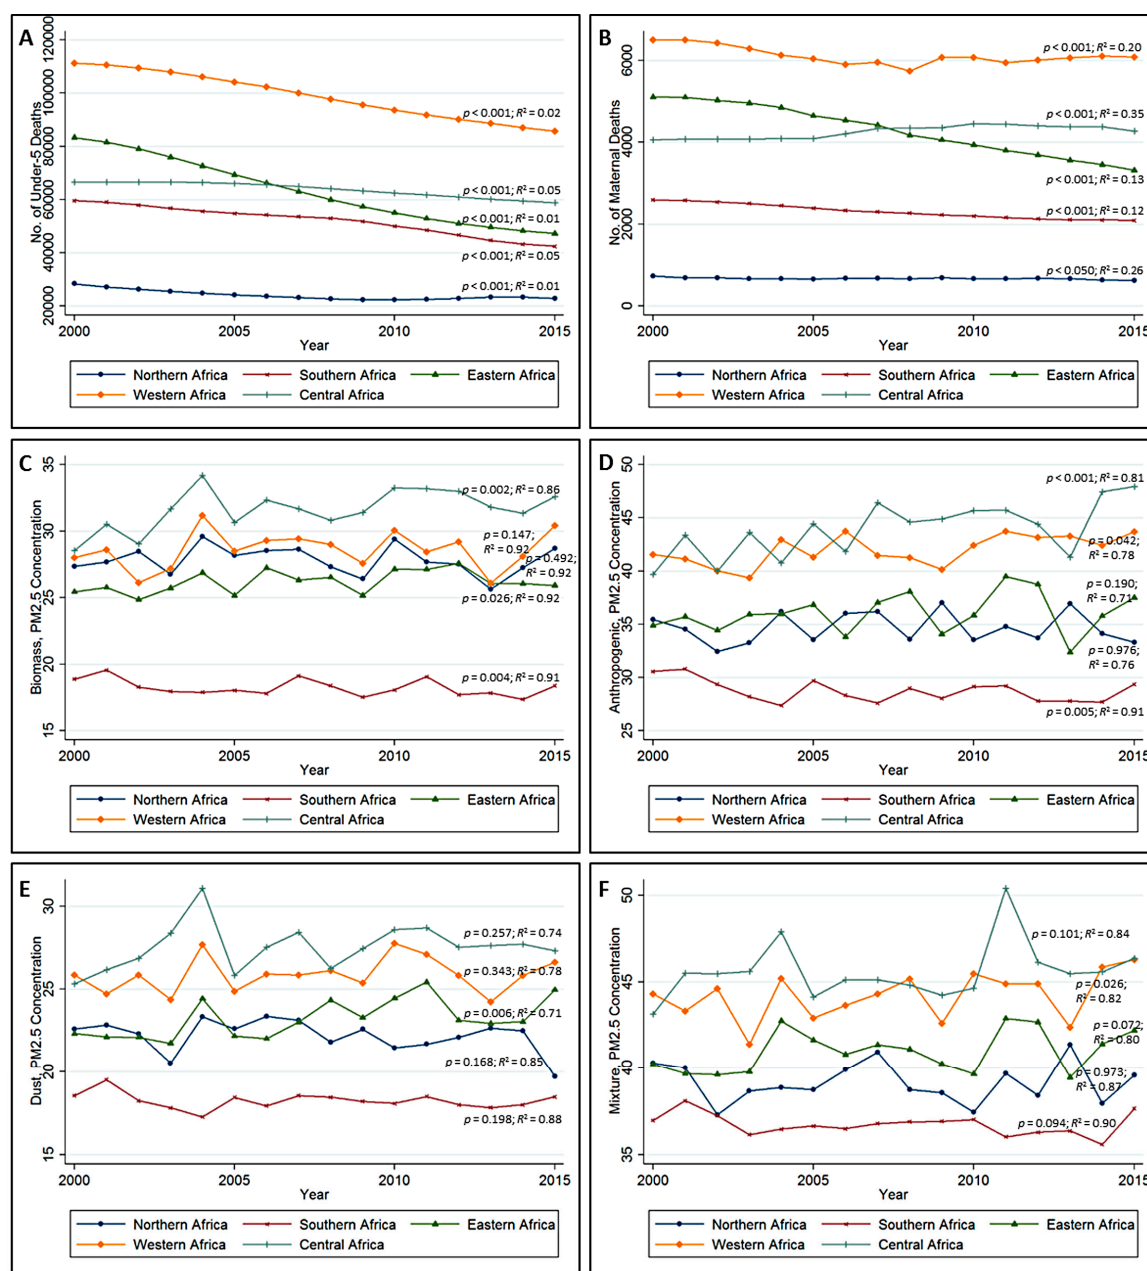 A
No. of Under-5 Deaths
120000
100000
80000
60000
40000
20000
p < 0.001; R² = 0.02
p < 0.001; R² = 0.05
p < 0.001; R² = 0.01
p < 0.001; R² = 0.05
p < 0.001; R² = 0.01
2000 2005 2010 2015
Year
Northern Africa Southern Africa Eastern Africa
Western Africa Central Africa
B
No. of Maternal Deaths
6000
4000
2000
0
p < 0.001; R² = 0.20
p < 0.001; R² = 0.35
p < 0.001; R² = 0.13
p < 0.001; R² = 0.12
p < 0.050; R² = 0.26
2000 2005 2010 2015
Year
Northern Africa Southern Africa Eastern Africa
Western Africa Central Africa
C
Biomass, PM2.5 Concentration
35
30
25
20
15
p = 0.002; R² = 0.86
p = 0.147;
R² = 0.92
p = 0.492;
R² = 0.92
p = 0.026; R² = 0.92
p = 0.004; R² = 0.91
2000 2005 2010 2015
Year
Northern Africa Southern Africa Eastern Africa
Western Africa Central Africa
D
Anthropogenic, PM2.5 Concentration
50
45
40
35
30
25
p < 0.001; R² = 0.81
p = 0.042;
R² = 0.78
p = 0.190;
R² = 0.71
p = 0.976;
R² = 0.76
p = 0.005; R² = 0.91
2000 2005 2010 2015
Year
Northern Africa Southern Africa Eastern Africa
Western Africa Central Africa
E
Dust, PM2.5 Concentration
30
25
20
15
p = 0.257; R² = 0.74
p = 0.343; R² = 0.78
p = 0.006; R² = 0.71
p = 0.168; R² = 0.85
p = 0.198; R² = 0.88
2000 2005 2010 2015
Year
Northern Africa Southern Africa Eastern Africa
Western Africa Central Africa
F
Mixture, PM2.5 Concentration
50
45
40
35
p = 0.101; R² = 0.84
p = 0.026;
R² = 0.82
p = 0.072;
R² = 0.80
p = 0.973;
R² = 0.87
p = 0.094; R² = 0.90
2000 2005 2010 2015
Year
Northern Africa Southern Africa Eastern Africa
Western Africa Central Africa